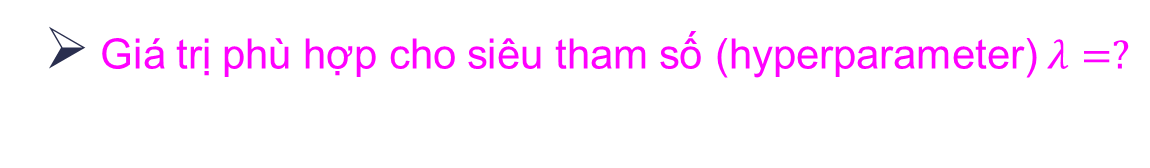 ➢ Giá trị phù hợp cho siêu tham số (hyperparameter) 𝜆 =?